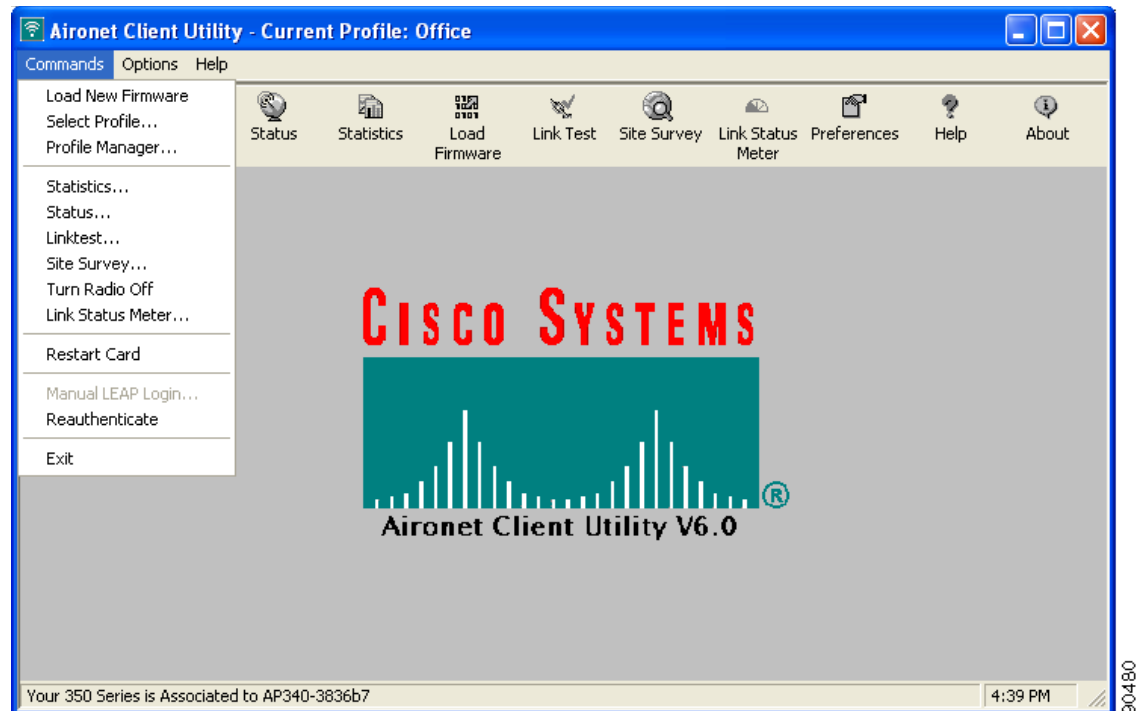 Aironet Client Utility - Current Profile: Office
Commands Options Help
Load New Firmware
Select Profile...
Profile Manager...
Statistics...
Status...
Linktest...
Site Survey...
Turn Radio Off
Link Status Meter...
Restart Card
Manual LEAP Login...
Reauthenticate
Exit
Status
Statistics
Load
Firmware
Link Test
Site Survey
Link Status
Meter
Preferences
Help
About
CISCO SYSTEMS
®
Aironet Client Utility V6.0
Your 350 Series is Associated to AP340-3836b7
4:39 PM
90480